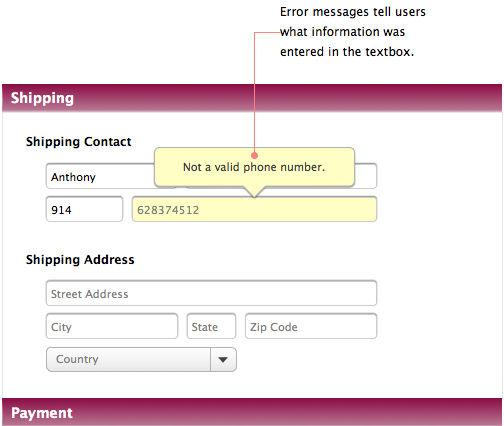 Error messages tell users
what information was
entered in the textbox.
Shipping
Shipping Contact
Not a valid phone number.
Anthony
914
628374512
Shipping Address
Street Address
City
State
Zip Code
Country
Payment